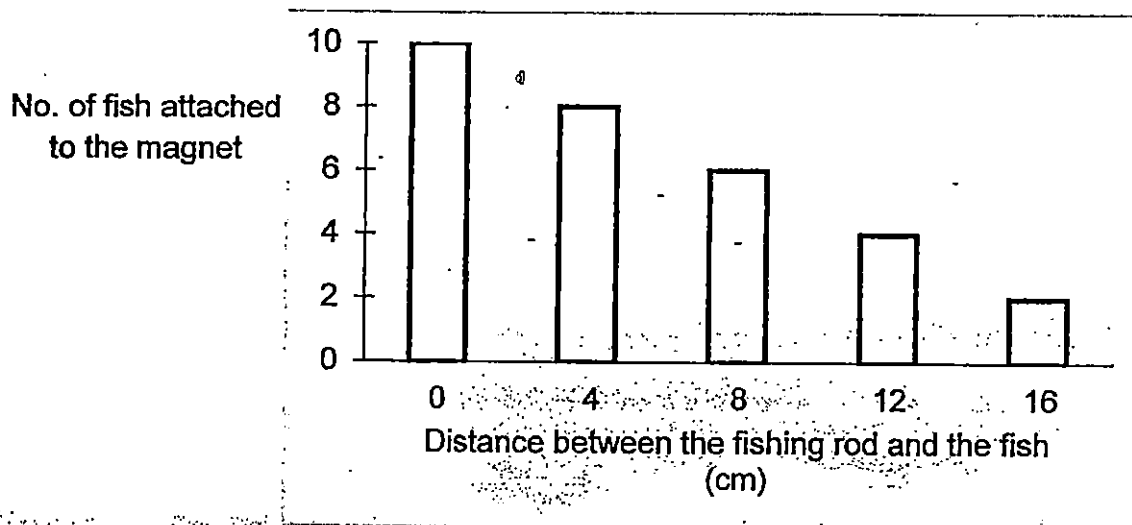 10
No. of fish attached
to the magnet
8
6
4
2
0
0 4 8 12 16
Distance between the fishing rod and the fish
(cm)